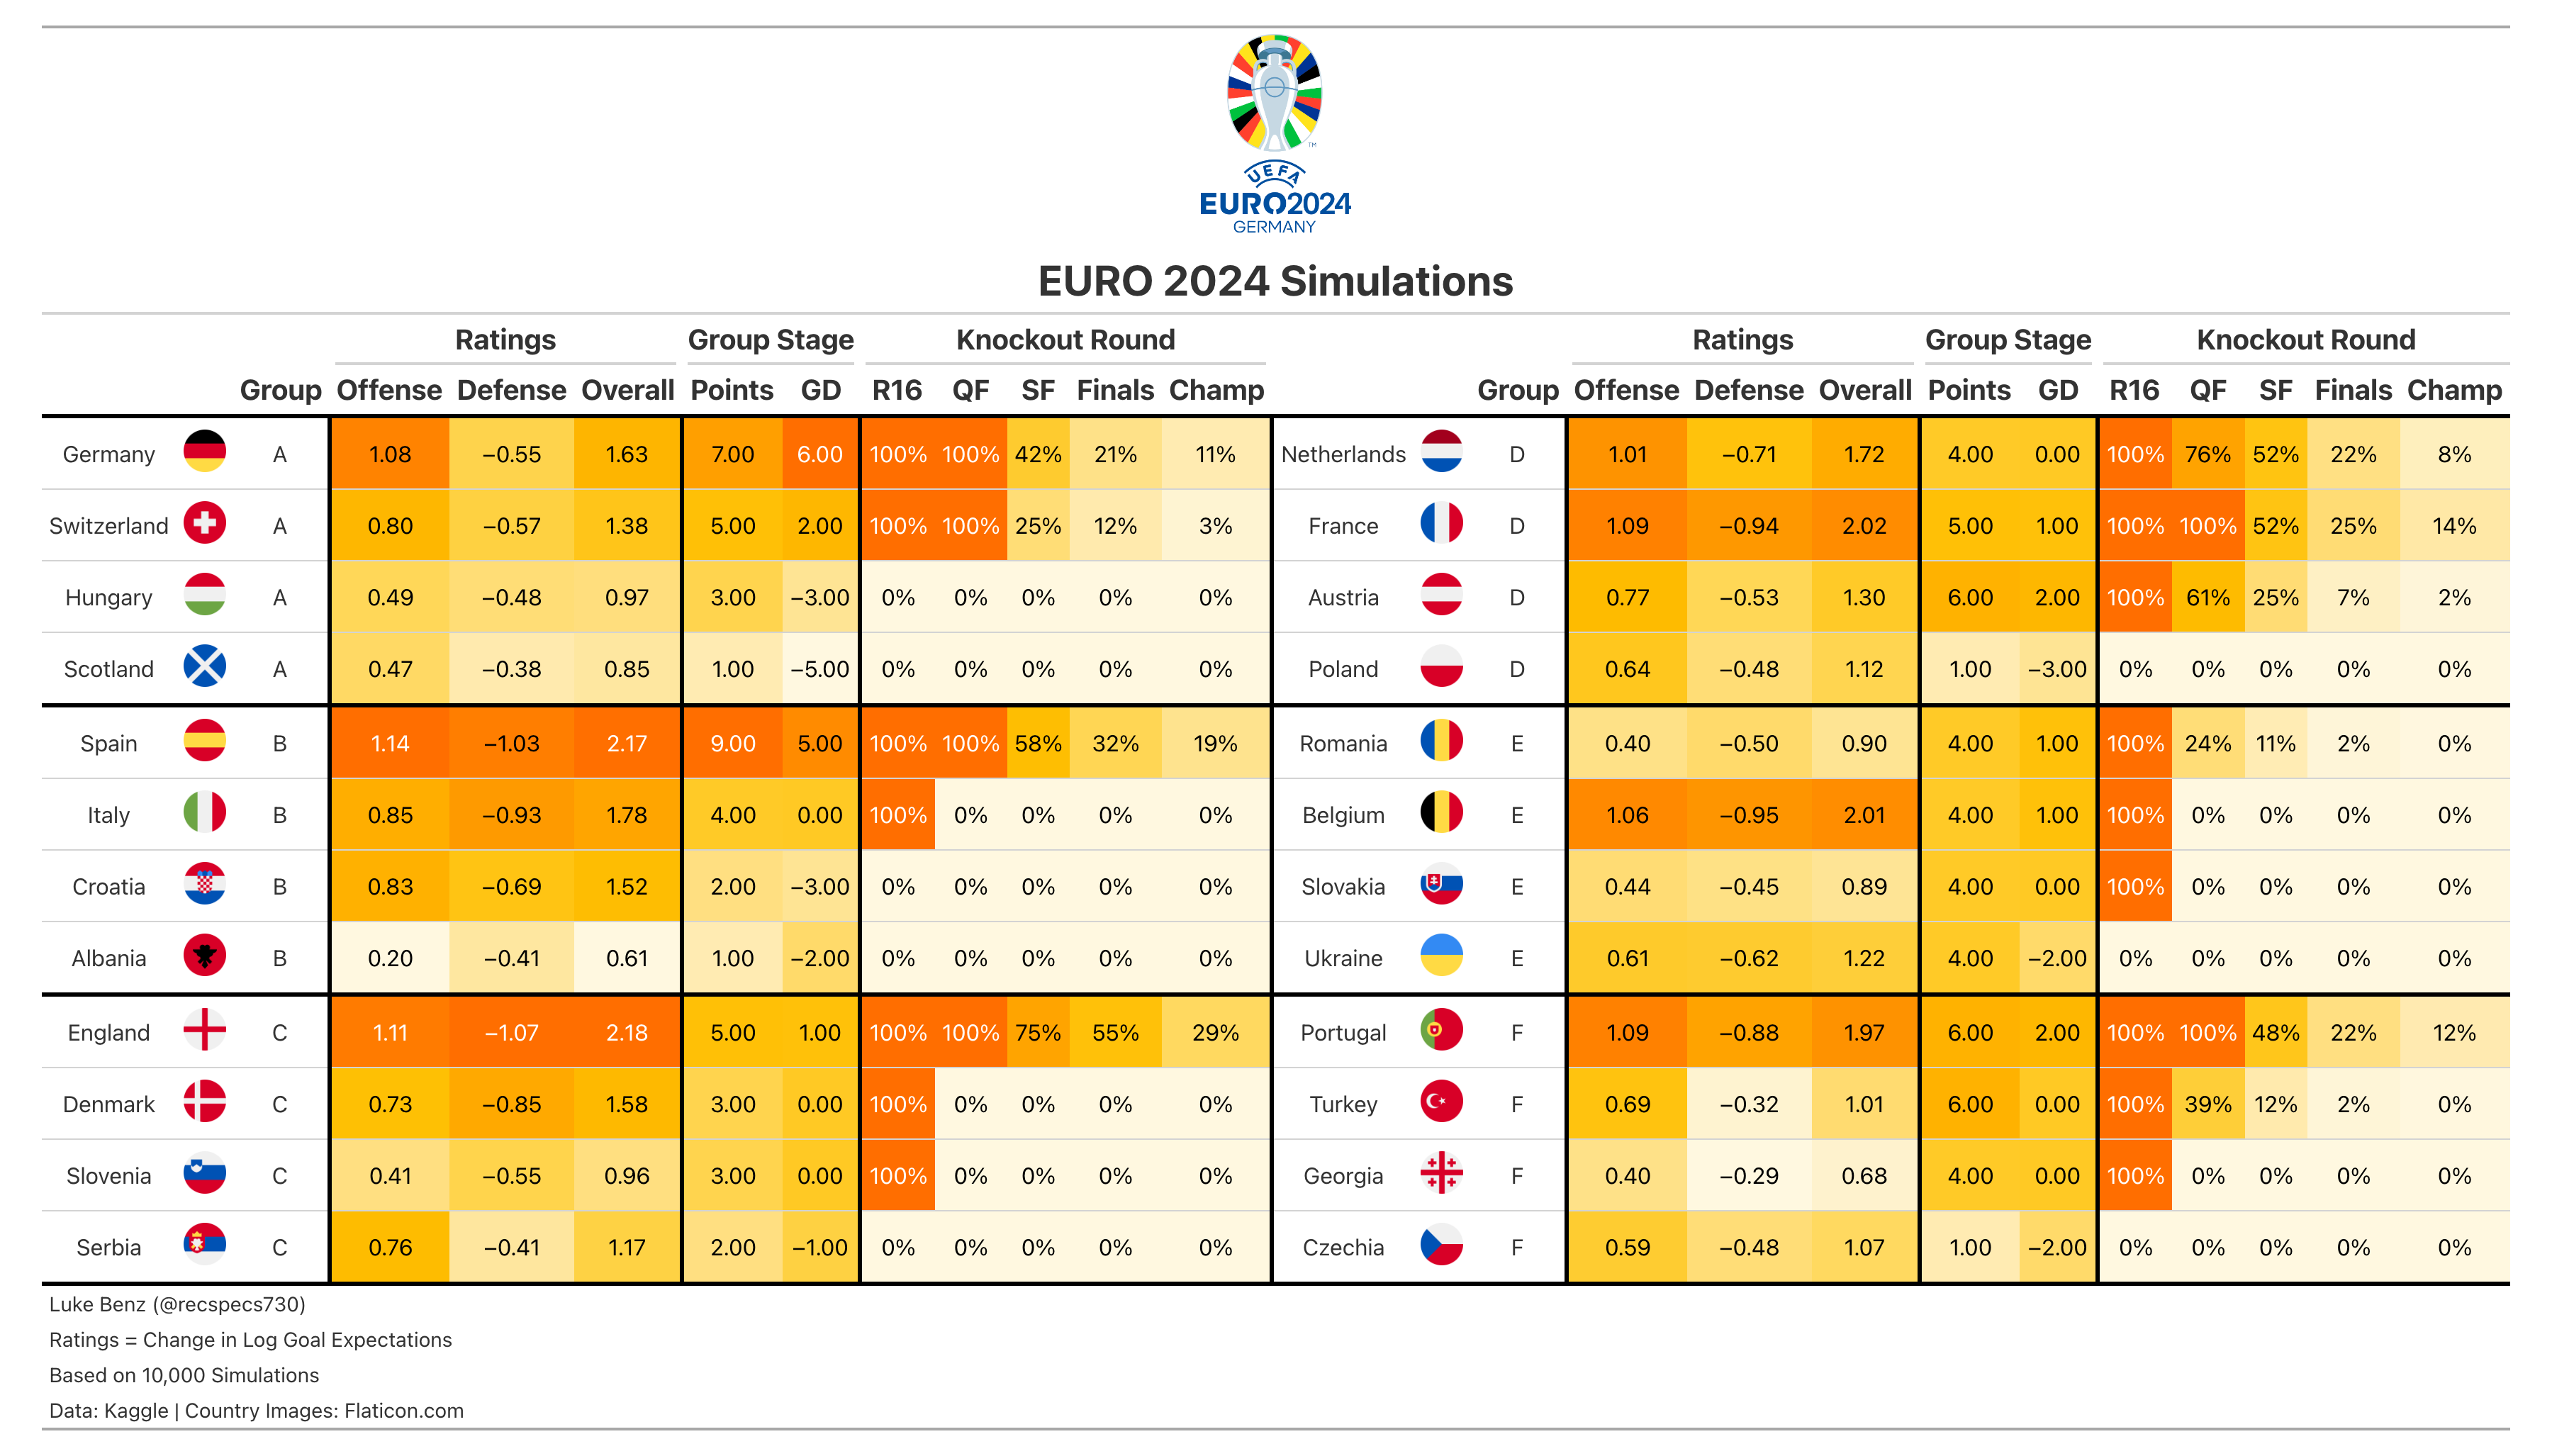 TM
UEFA
EURO2024
GERMANY
EURO 2024 Simulations
Ratings Group Stage Knockout Round Ratings Group Stage Knockout Round
Group Offense Defense Overall Points GD R16 QF SF Finals Champ Group Offense Defense Overall Points GD R16 QF SF Finals Champ
Germany A 1.08 −0.55 1.63 7.00 6.00 100% 100% 42% 21% 11% Netherlands D 1.01 −0.71 1.72 4.00 0.00 100% 76% 52% 22% 8%
Switzerland A 0.80 −0.57 1.38 5.00 2.00 100% 100% 25% 12% 3% France D 1.09 −0.94 2.02 5.00 1.00 100% 100% 52% 25% 14%
Hungary A 0.49 −0.48 0.97 3.00 −3.00 0% 0% 0% 0% 0% Austria D 0.77 −0.53 1.30 6.00 2.00 100% 61% 25% 7% 2%
Scotland A 0.47 −0.38 0.85 1.00 −5.00 0% 0% 0% 0% 0% Poland D 0.64 −0.48 1.12 1.00 −3.00 0% 0% 0% 0% 0%
Spain B 1.14 −1.03 2.17 9.00 5.00 100% 100% 58% 32% 19% Romania E 0.40 −0.50 0.90 4.00 1.00 100% 24% 11% 2% 0%
Italy B 0.85 −0.93 1.78 4.00 0.00 100% 0% 0% 0% 0% Belgium E 1.06 −0.95 2.01 4.00 1.00 100% 0% 0% 0% 0%
Croatia B 0.83 −0.69 1.52 2.00 −3.00 0% 0% 0% 0% 0% Slovakia E 0.44 −0.45 0.89 4.00 0.00 100% 0% 0% 0% 0%
Albania B 0.20 −0.41 0.61 1.00 −2.00 0% 0% 0% 0% 0% Ukraine E 0.61 −0.62 1.22 4.00 −2.00 0% 0% 0% 0% 0%
England C 1.11 −1.07 2.18 5.00 1.00 100% 100% 75% 55% 29% Portugal F 1.09 −0.88 1.97 6.00 2.00 100% 100% 48% 22% 12%
Denmark C 0.73 −0.85 1.58 3.00 0.00 100% 0% 0% 0% 0% Turkey F 0.69 −0.32 1.01 6.00 0.00 100% 39% 12% 2% 0%
Slovenia C 0.41 −0.55 0.96 3.00 0.00 100% 0% 0% 0% 0% Georgia F 0.40 −0.29 0.68 4.00 0.00 100% 0% 0% 0% 0%
Serbia C 0.76 −0.41 1.17 2.00 −1.00 0% 0% 0% 0% 0% Czechia F 0.59 −0.48 1.07 1.00 −2.00 0% 0% 0% 0% 0%
Luke Benz (@recspecs730)
Ratings = Change in Log Goal Expectations
Based on 10,000 Simulations
Data: Kaggle | Country Images: Flaticon.com